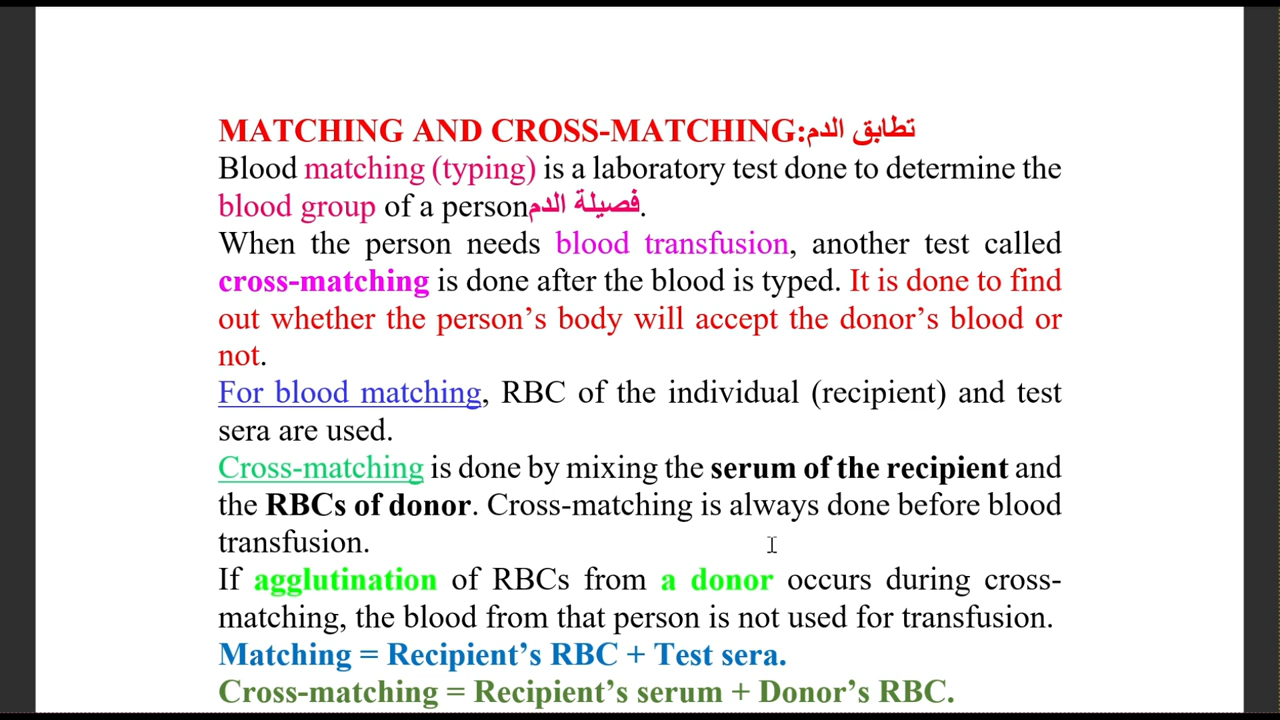 MATCHING AND CROSS-MATCHING:تطابق الدم
Blood matching (typing) is a laboratory test done to determine the
blood group of a personفصيلة الدم.
When the person needs blood transfusion, another test called
cross-matching is done after the blood is typed. It is done to find
out whether the person’s body will accept the donor’s blood or
not.
For blood matching, RBC of the individual (recipient) and test
sera are used.
Cross-matching is done by mixing the serum of the recipient and
the RBCs of donor. Cross-matching is always done before blood
transfusion.
If agglutination of RBCs from a donor occurs during cross-
matching, the blood from that person is not used for transfusion.
Matching = Recipient’s RBC + Test sera.
Cross-matching = Recipient’s serum + Donor’s RBC.